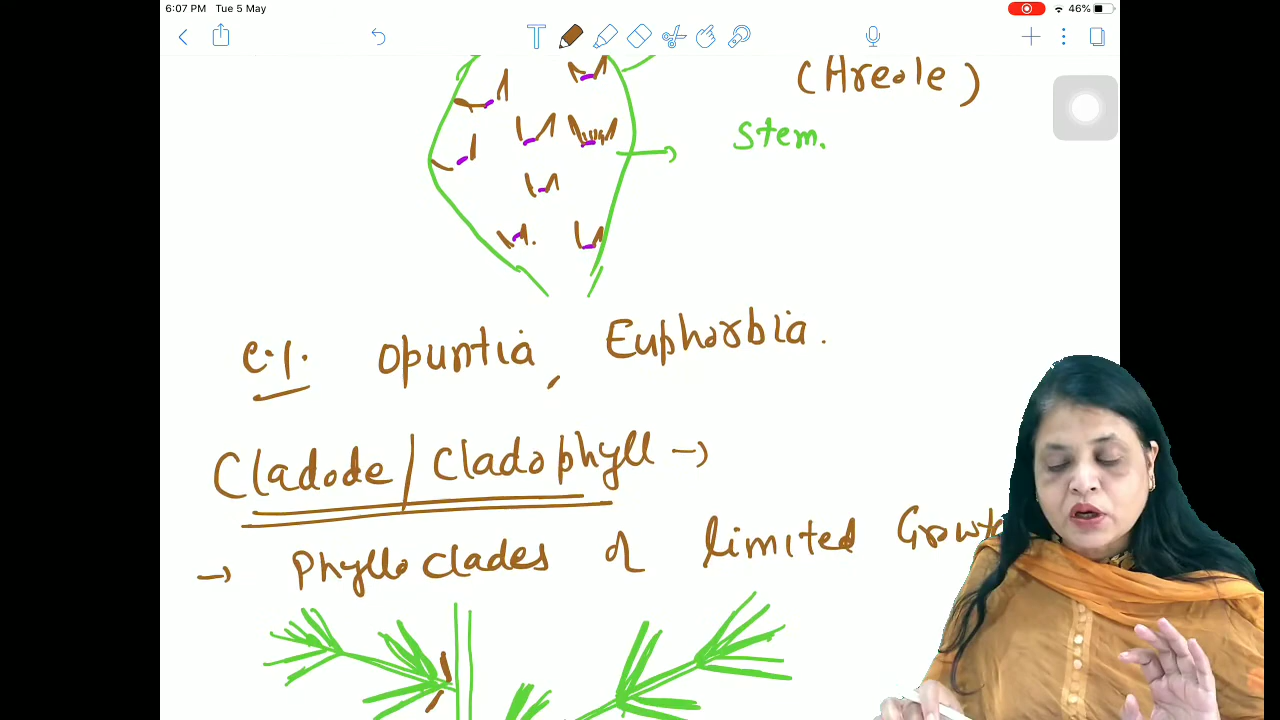 6:07 PM Tue 5 May
46%
T
(Areole)
Stem.
e.g. Opuntia, Euphorbia.
Cladode/Cladophyll →
→ Phylloclades of limited Growth